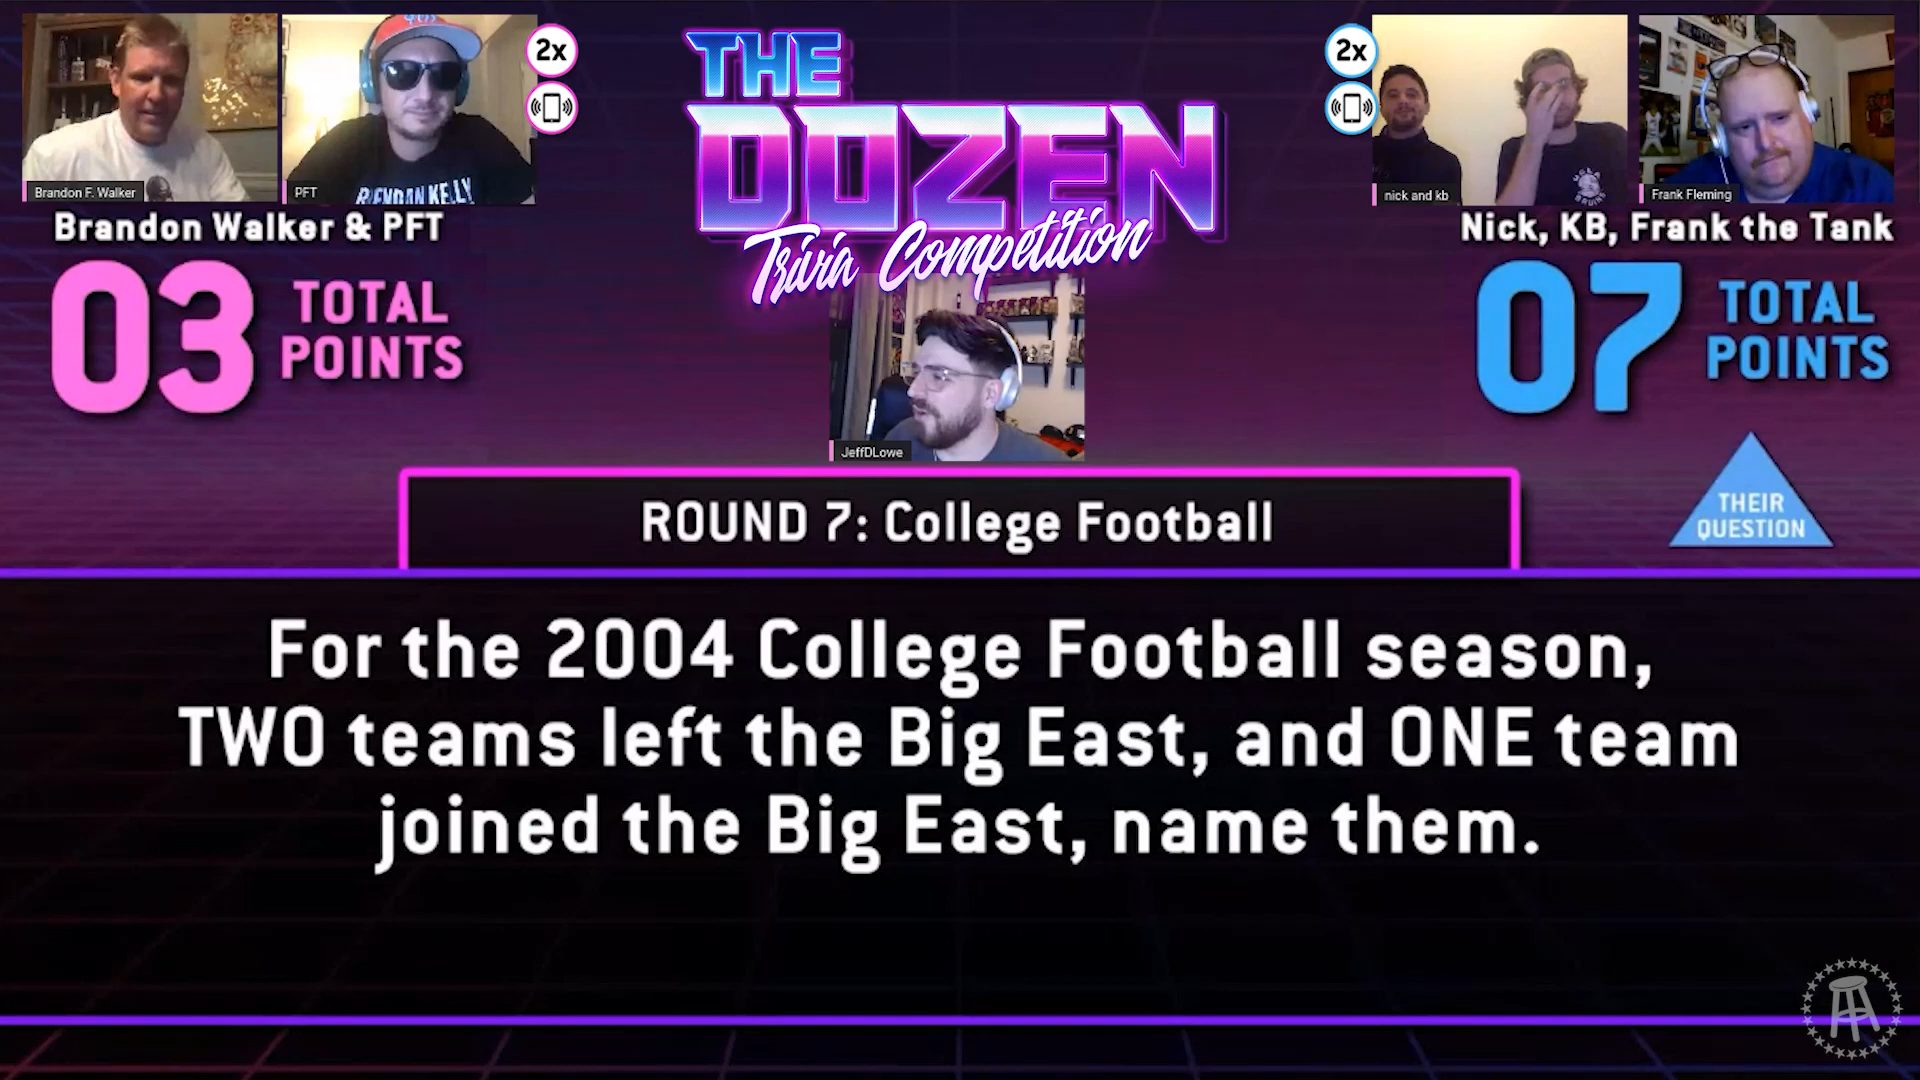 THE
DOZEN
Trivia Competition
2x
2x
Brandon F. Walker
PFT
BRENDAN KELLY
nick and kb
UCLA
BRUINS
Frank Fleming
Brandon Walker & PFT
Nick, KB, Frank the Tank
03 TOTAL
POINTS
07 TOTAL
POINTS
JeffDLowe
THEIR
QUESTION
ROUND 7: College Football
For the 2004 College Football season,
TWO teams left the Big East, and ONE team
joined the Big East, name them.